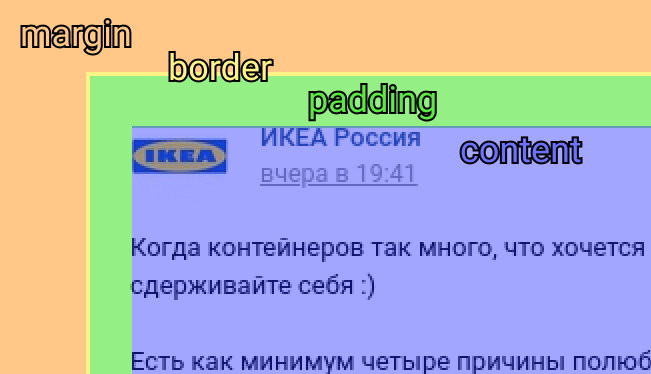 margin
border
padding
IKEA
ИКЕА Россия
content
вчера в 19:41
Когда контейнеров так много, что хочется
сдерживайте себя :)
Есть как минимум четыре причины